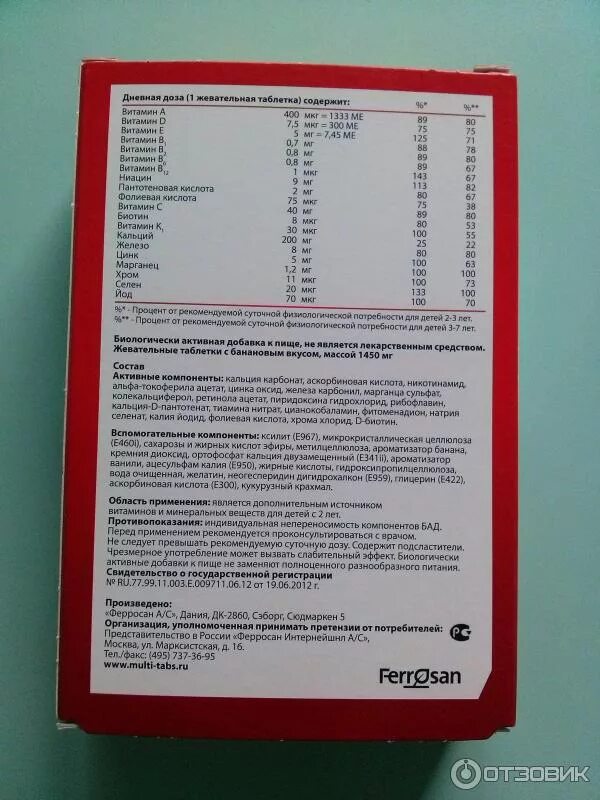 Дневная доза (1 жевательная таблетка) содержит: %* %**
Витамин A 400 мкг = 1333 МЕ 89 80
Витамин D 7,5 мкг = 300 МЕ 75 75
Витамин E 5 мг = 7,45 МЕ 125 71
Витамин B1 0,7 мг 88 78
Витамин B2 0,8 мг 89 80
Витамин B6 0,8 мг 80 67
Витамин B12 1 мкг 143 67
Ниацин 9 мг 113 82
Пантотеновая кислота 2 мг 80 67
Фолиевая кислота 75 мкг 75 38
Витамин C 40 мг 89 80
Биотин 8 мкг 80 53
Витамин K1 30 мкг 100 55
Кальций 200 мг 25 22
Железо 8 мг 80 80
Цинк 5 мг 100 63
Марганец 1,2 мг 100 100
Хром 11 мкг 100 73
Селен 20 мкг 133 100
Йод 70 мкг 100 70
%* - Процент от рекомендуемой суточной физиологической потребности для детей 2-3 лет.
%** - Процент от рекомендуемой суточной физиологической потребности для детей 3-7 лет.
Биологически активная добавка к пище, не является лекарственным средством.
Жевательные таблетки с банановым вкусом, массой 1450 мг
Состав
Активные компоненты: кальция карбонат, аскорбиновая кислота, никотинамид,
альфа-токоферила ацетат, цинка оксид, железа карбонил, марганца сульфат,
колекальциферол, ретинола ацетат, пиридоксина гидрохлорид, рибофлавин,
кальция-D-пантотенат, тиамина нитрат, цианокобаламин, фитоменадион, натрия
селенат, калия йодид, фолиевая кислота, хрома хлорид, D-биотин.
Вспомогательные компоненты: ксилит (Е967), микрокристаллическая целлюлоза
(Е460i), сахарозы и жирных кислот эфиры, метилцеллюлоза, ароматизатор банана,
кремния диоксид, ортофосфат кальция двузамещенный (Е341ii), ароматизатор
ванили, ацесульфам калия (Е950), жирные кислоты, гидроксипропилцеллюлоза,
вода очищенная, желатин, неогесперидин дигидрохалкон (Е959), глицерин (Е422),
аскорбиновая кислота (Е300), кукурузный крахмал.
Область применения: является дополнительным источником
витаминов и минеральных веществ для детей с 2 лет.
Противопоказания: индивидуальная непереносимость компонентов БАД.
Перед применением рекомендуется проконсультироваться с врачом.
Не следует превышать рекомендуемую суточную дозу. Содержит подсластители.
Чрезмерное употребление может вызвать слабительный эффект. Биологически
активные добавки к пище не заменяют полноценного разнообразного питания.
Свидетельство о государственной регистрации
№ RU.77.99.11.003.Е.009711.06.12 от 19.06.2012 г.
Произведено:
«Ферросан А/С», Дания, ДК-2860, Сэборг, Сюдмаркен 5
Организация, уполномоченная принимать претензии от потребителей:
Представительство в России «Ферросан Интернейшнл А/С»,
Москва, ул. Марксистская, д. 16.
Тел./факс: (495) 737-36-95
www.multi-tabs.ru
Ferrosan
ОТЗОВИК